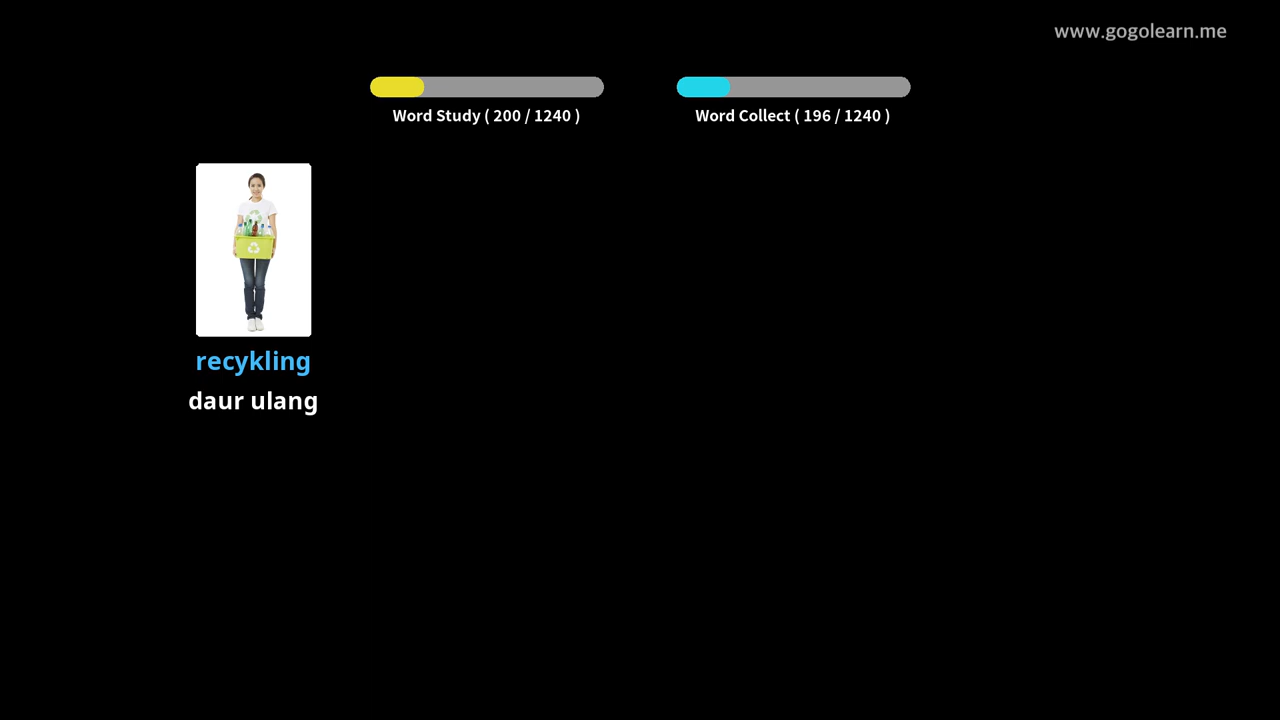 www.gogolearn.me
Word Study ( 200 / 1240 )
Word Collect ( 196 / 1240 )
recykling
daur ulang